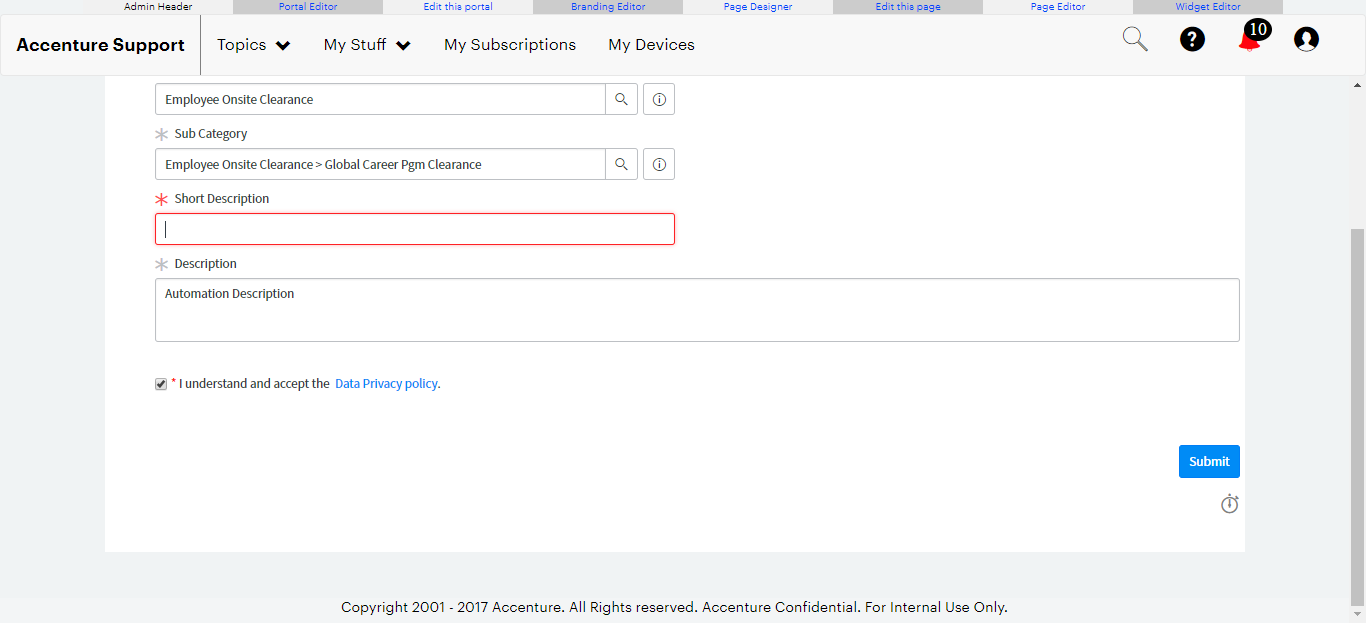 Admin Header Portal Editor Edit this portal Branding Editor Page Designer Edit this page Page Editor Widget Editor
Accenture Support Topics My Stuff My Subscriptions My Devices ? 10
Employee Onsite Clearance
* Sub Category
Employee Onsite Clearance > Global Career Pgm Clearance
* Short Description
* Description
Automation Description
* I understand and accept the Data Privacy policy.
Submit
Copyright 2001 - 2017 Accenture. All Rights reserved. Accenture Confidential. For Internal Use Only.